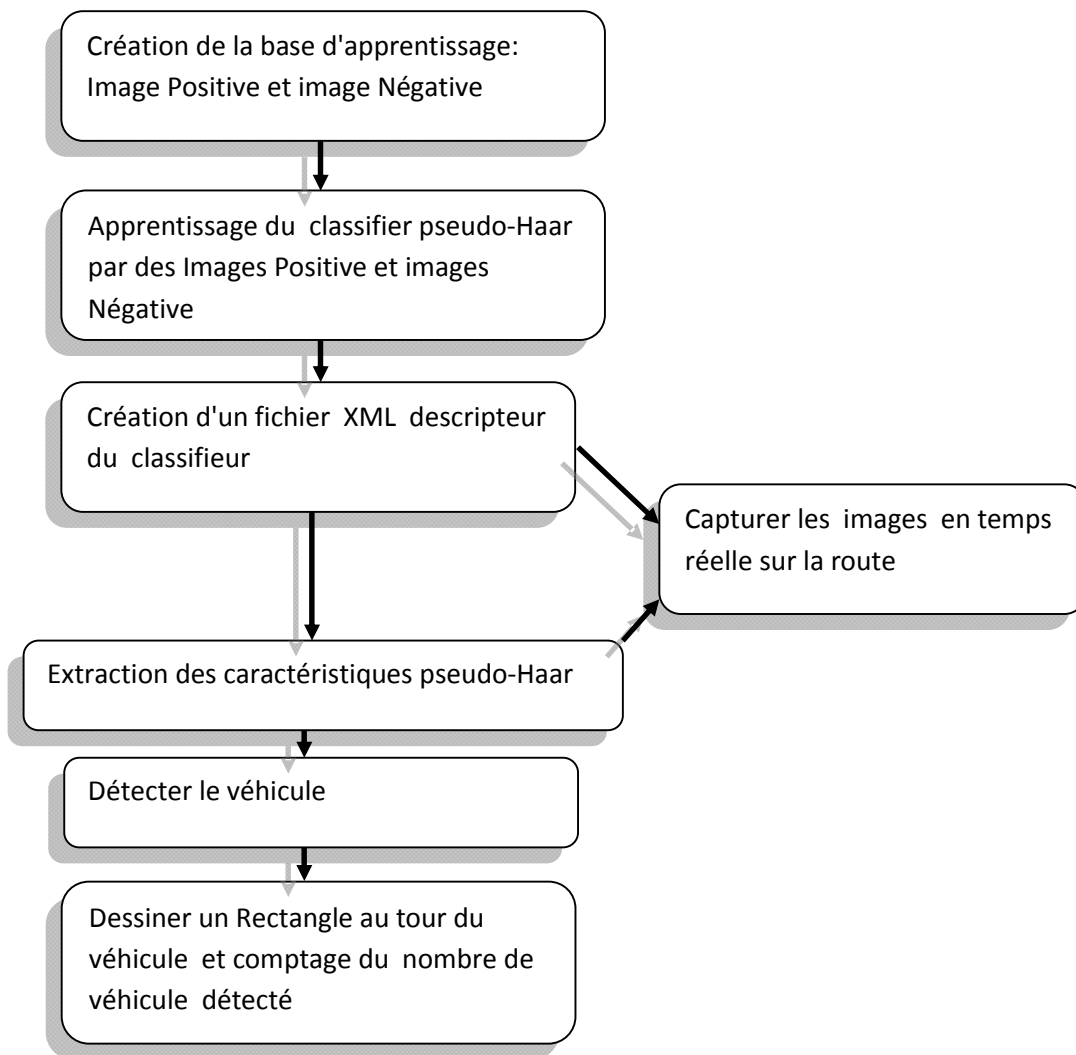 Création de la base d'apprentissage:
Image Positive et image Négative
Apprentissage du classifier pseudo-Haar
par des Images Positive et images
Négative
Création d'un fichier XML descripteur
du classifieur
Capturer les images en temps
réelle sur la route
Extraction des caractéristiques pseudo-Haar
Détecter le véhicule
Dessiner un Rectangle au tour du
véhicule et comptage du nombre de
véhicule détecté